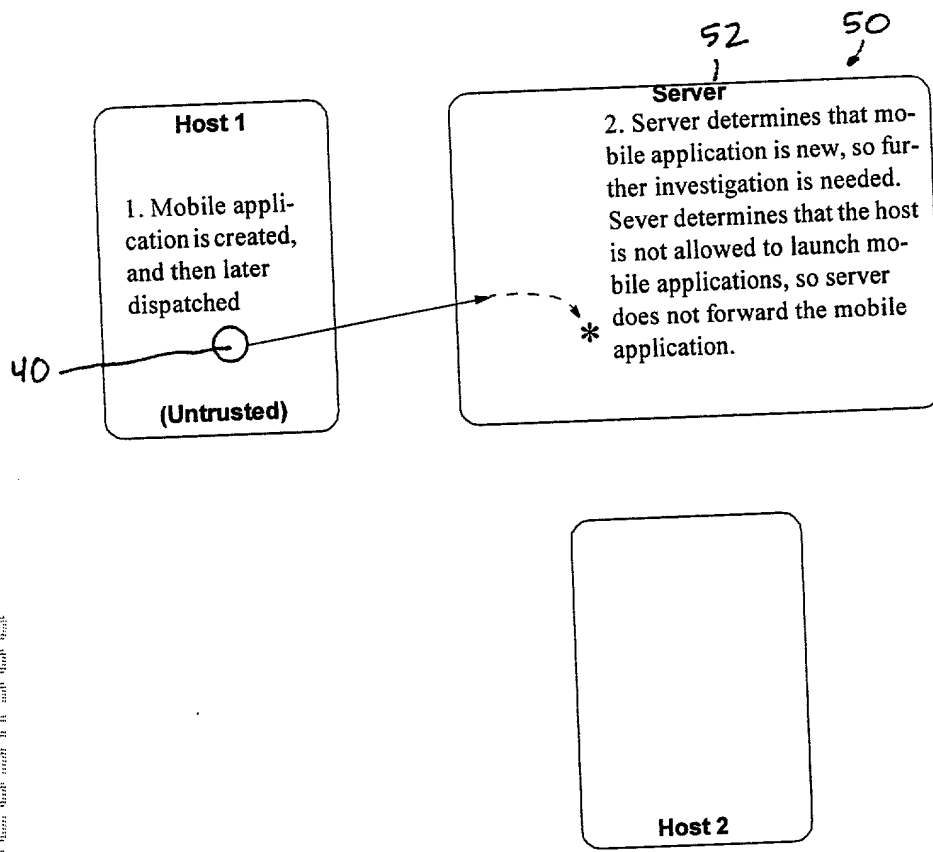 52
50
Host 1
1. Mobile appli-
cation is created,
and then later
dispatched
40
(Untrusted)
Server
2. Server determines that mo-
bile application is new, so fur-
ther investigation is needed.
Sever determines that the host
is not allowed to launch mo-
bile applications, so server
does not forward the mobile
application.
*
Host 2